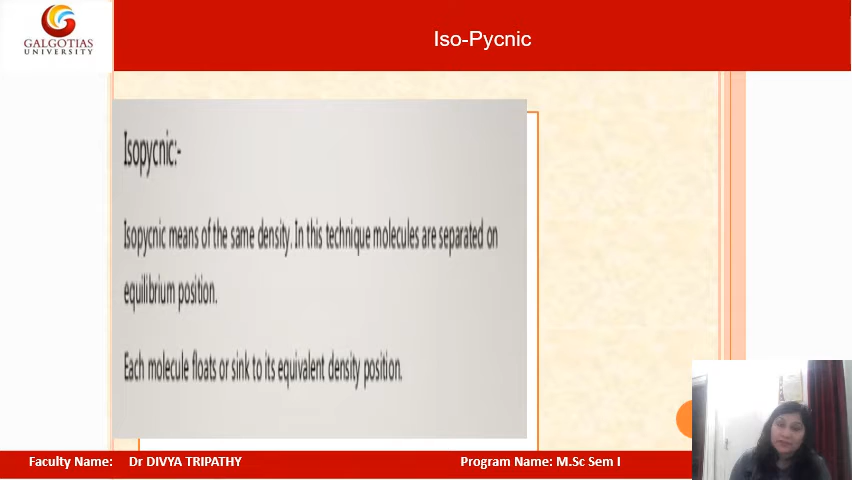 GALGOTIAS
UNIVERSITY
Iso-Pycnic
Isopycnic:-
Isopycnic means of the same density. In this technique molecules are separated on
equilibrium position.
Each molecule floats or sink to its equivalent density position.
Faculty Name: Dr DIVYA TRIPATHY
Program Name: M.Sc Sem I